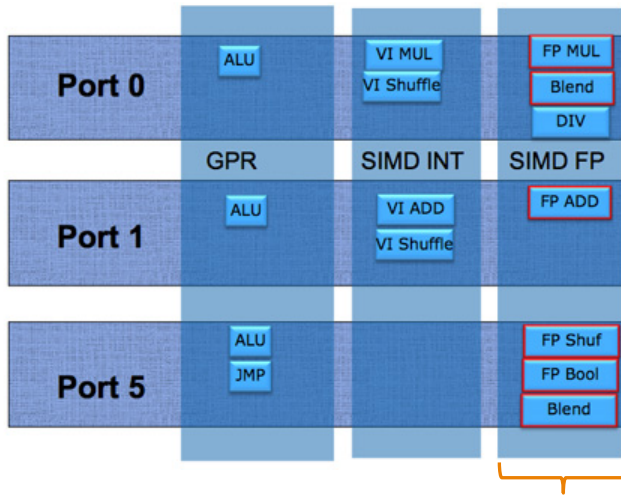 Port 0
ALU
VI MUL
VI Shuffle
FP MUL
Blend
DIV
GPR
SIMD INT
SIMD FP
Port 1
ALU
VI ADD
VI Shuffle
FP ADD
Port 5
ALU
JMP
FP Shuf
FP Bool
Blend